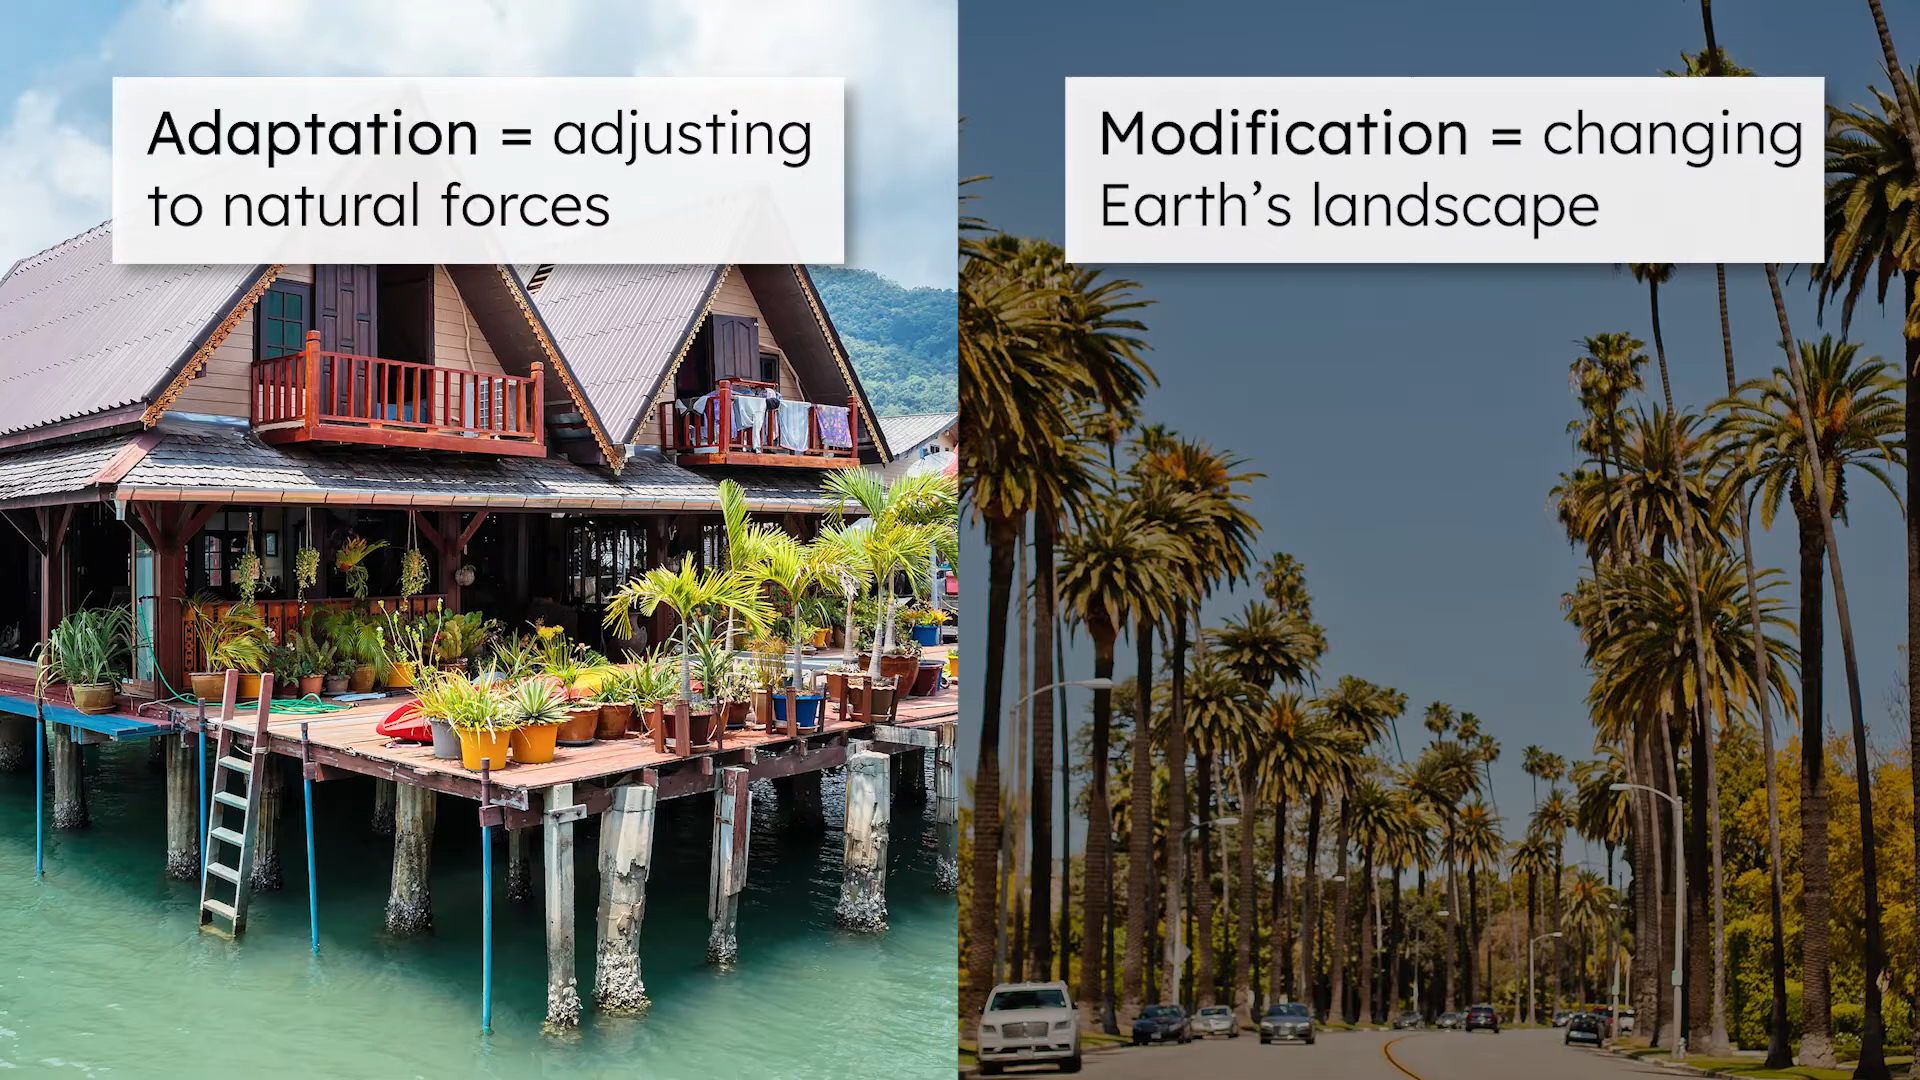 Adaptation = adjusting
to natural forces
Modification = changing
Earth’s landscape